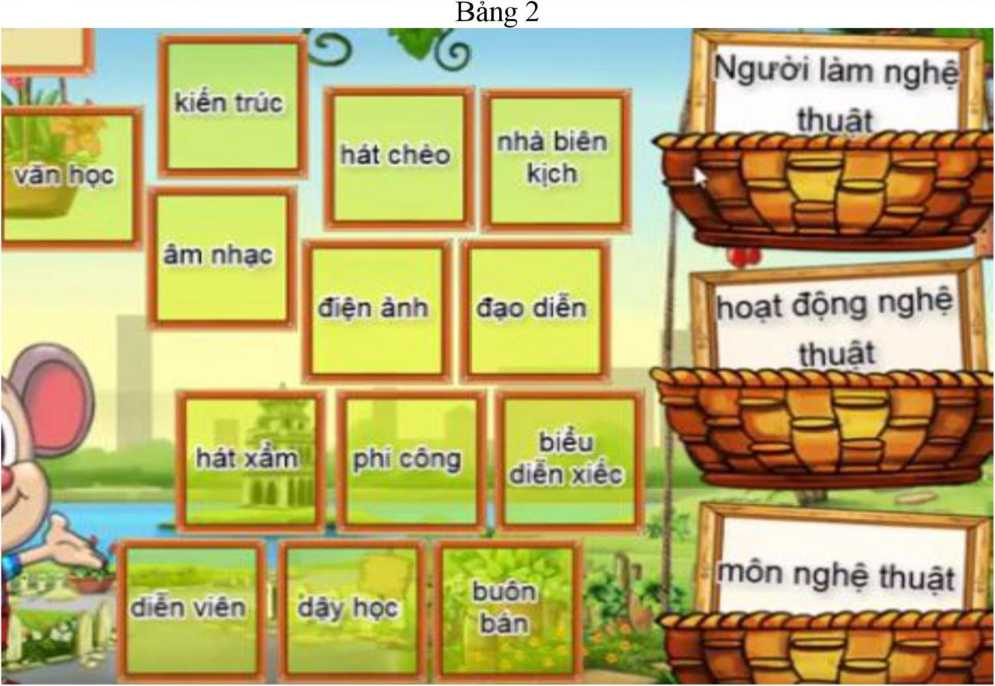 Bảng 2
kiến trúc
văn học
hát chèo
nhà biên
kịch
âm nhạc
điện ảnh
đạo diễn
hát xẩm
phi công
biểu
diễn xiếc
diễn viên
dậy học
buôn
bán
Người làm nghệ
thuật
hoạt động nghệ
thuật
môn nghệ thuật